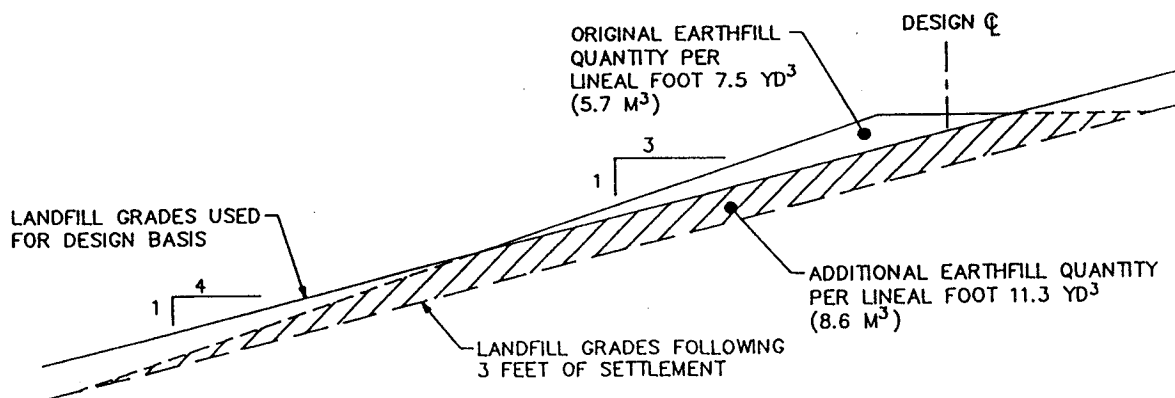 ORIGINAL EARTHFILL
QUANTITY PER
LINEAL FOOT 7.5 YD³
(5.7 M³)
DESIGN ℄
3
1
LANDFILL GRADES USED
FOR DESIGN BASIS
4
1
ADDITIONAL EARTHFILL QUANTITY
PER LINEAL FOOT 11.3 YD³
(8.6 M³)
LANDFILL GRADES FOLLOWING
3 FEET OF SETTLEMENT